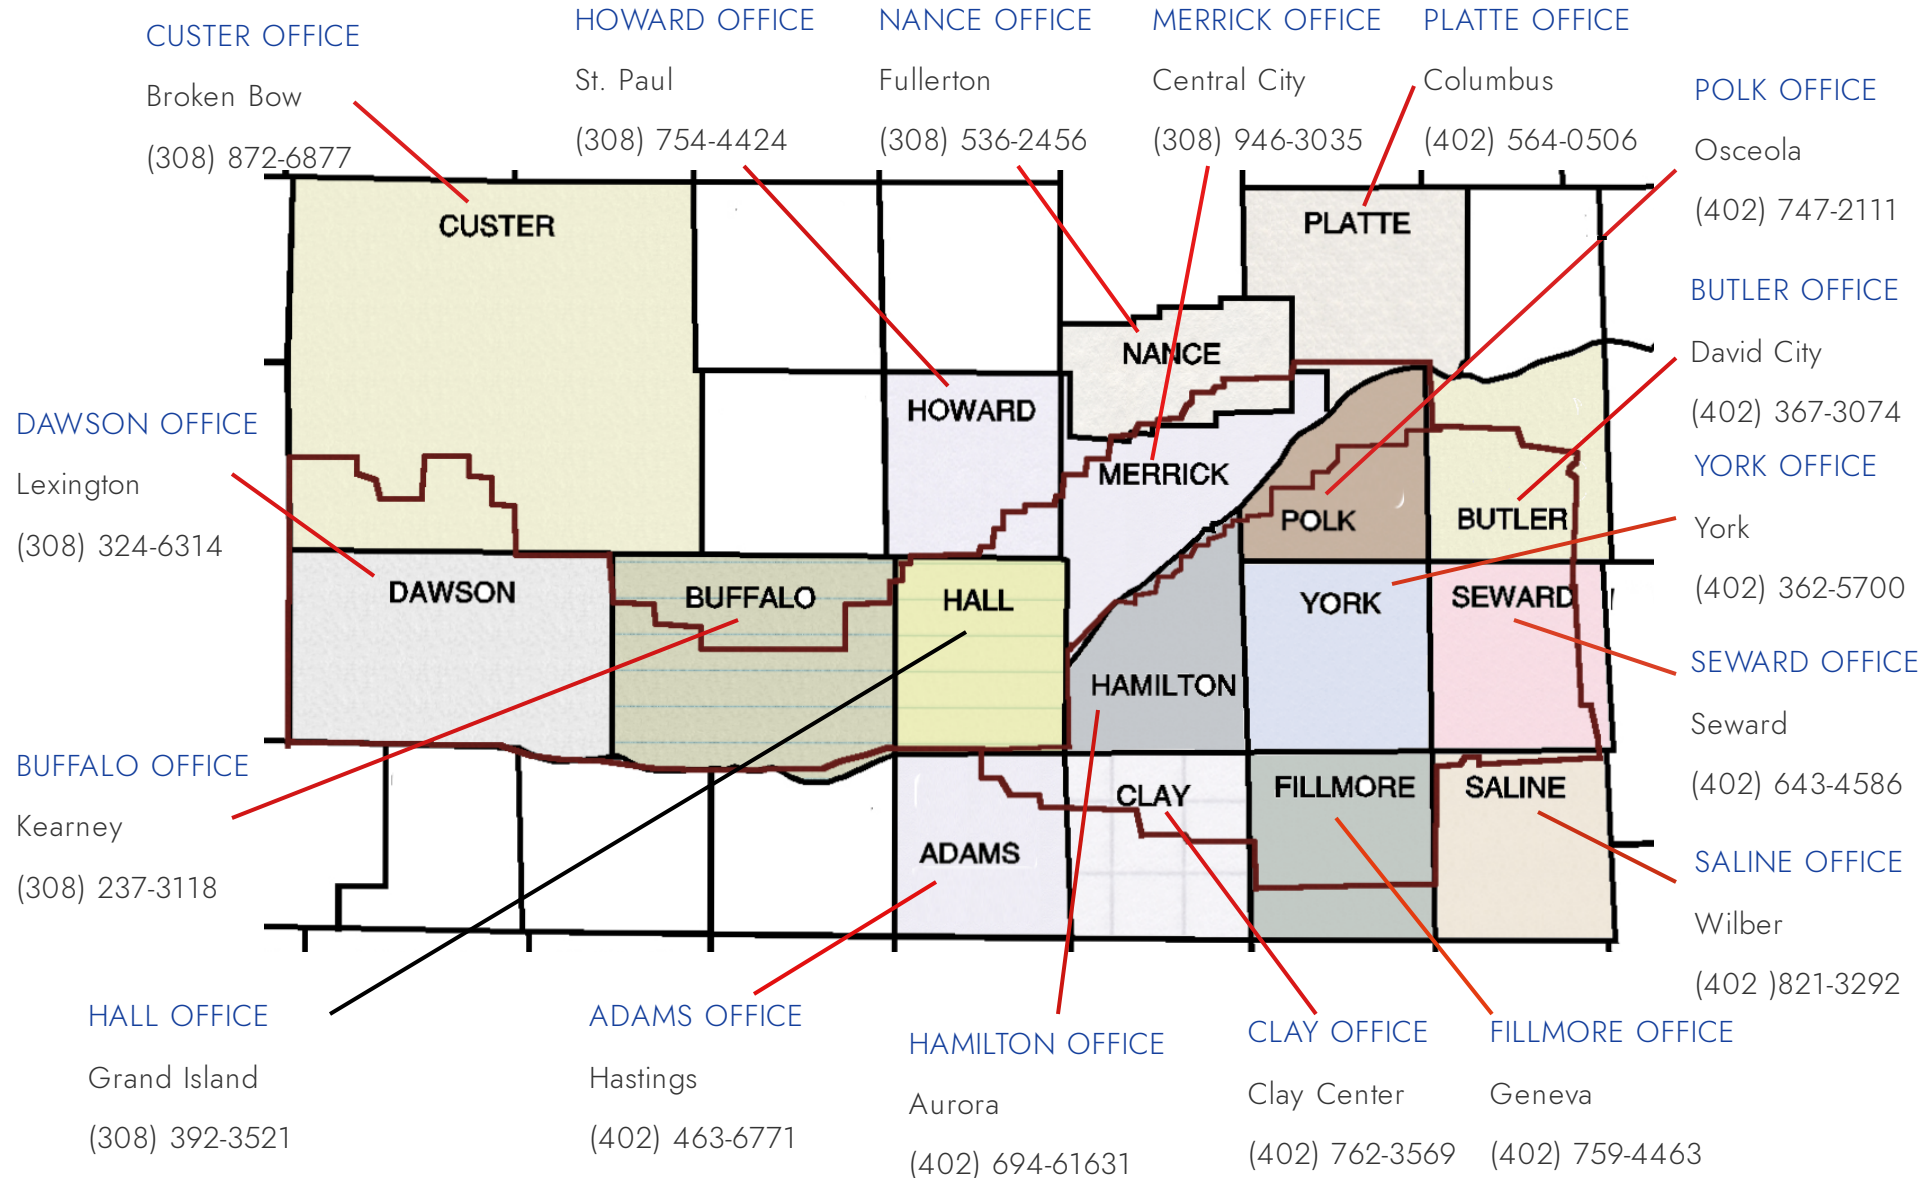 CUSTER OFFICE
Broken Bow
(308) 872-6877
HOWARD OFFICE
St. Paul
(308) 754-4424
NANCE OFFICE
Fullerton
(308) 536-2456
MERRICK OFFICE
Central City
(308) 946-3035
PLATTE OFFICE
Columbus
(402) 564-0506
POLK OFFICE
Osceola
(402) 747-2111
BUTLER OFFICE
David City
(402) 367-3074
YORK OFFICE
York
(402) 362-5700
SEWARD OFFICE
Seward
(402) 643-4586
SALINE OFFICE
Wilber
(402 )821-3292
DAWSON OFFICE
Lexington
(308) 324-6314
BUFFALO OFFICE
Kearney
(308) 237-3118
CUSTER
PLATTE
NANCE
HOWARD
MERRICK
POLK
BUTLER
DAWSON
BUFFALO
HALL
YORK
SEWARD
HAMILTON
CLAY
FILLMORE
SALINE
ADAMS
HALL OFFICE
Grand Island
(308) 392-3521
ADAMS OFFICE
Hastings
(402) 463-6771
HAMILTON OFFICE
Aurora
(402) 694-61631
CLAY OFFICE
Clay Center
(402) 762-3569
FILLMORE OFFICE
Geneva
(402) 759-4463